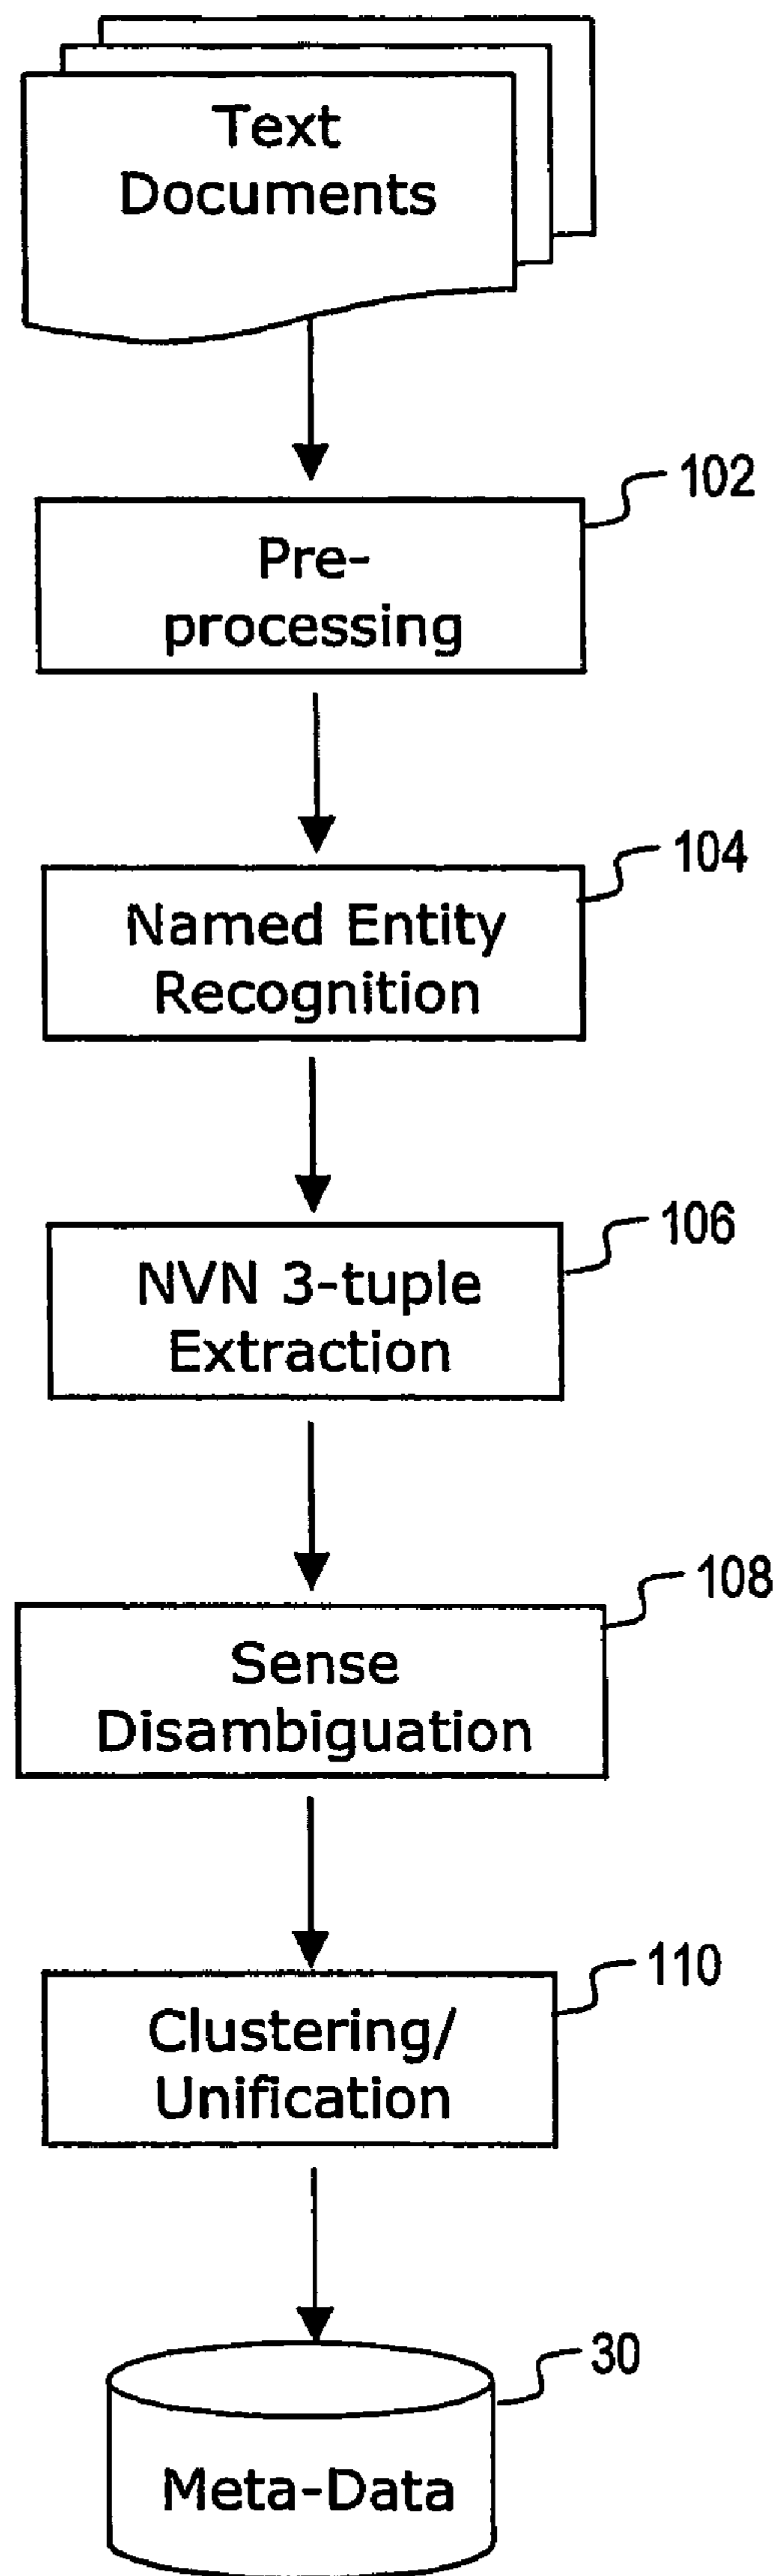 Text
Documents
102
Pre-
processing
104
Named Entity
Recognition
106
NVN 3-tuple
Extraction
108
Sense
Disambiguation
110
Clustering/
Unification
30
Meta-Data